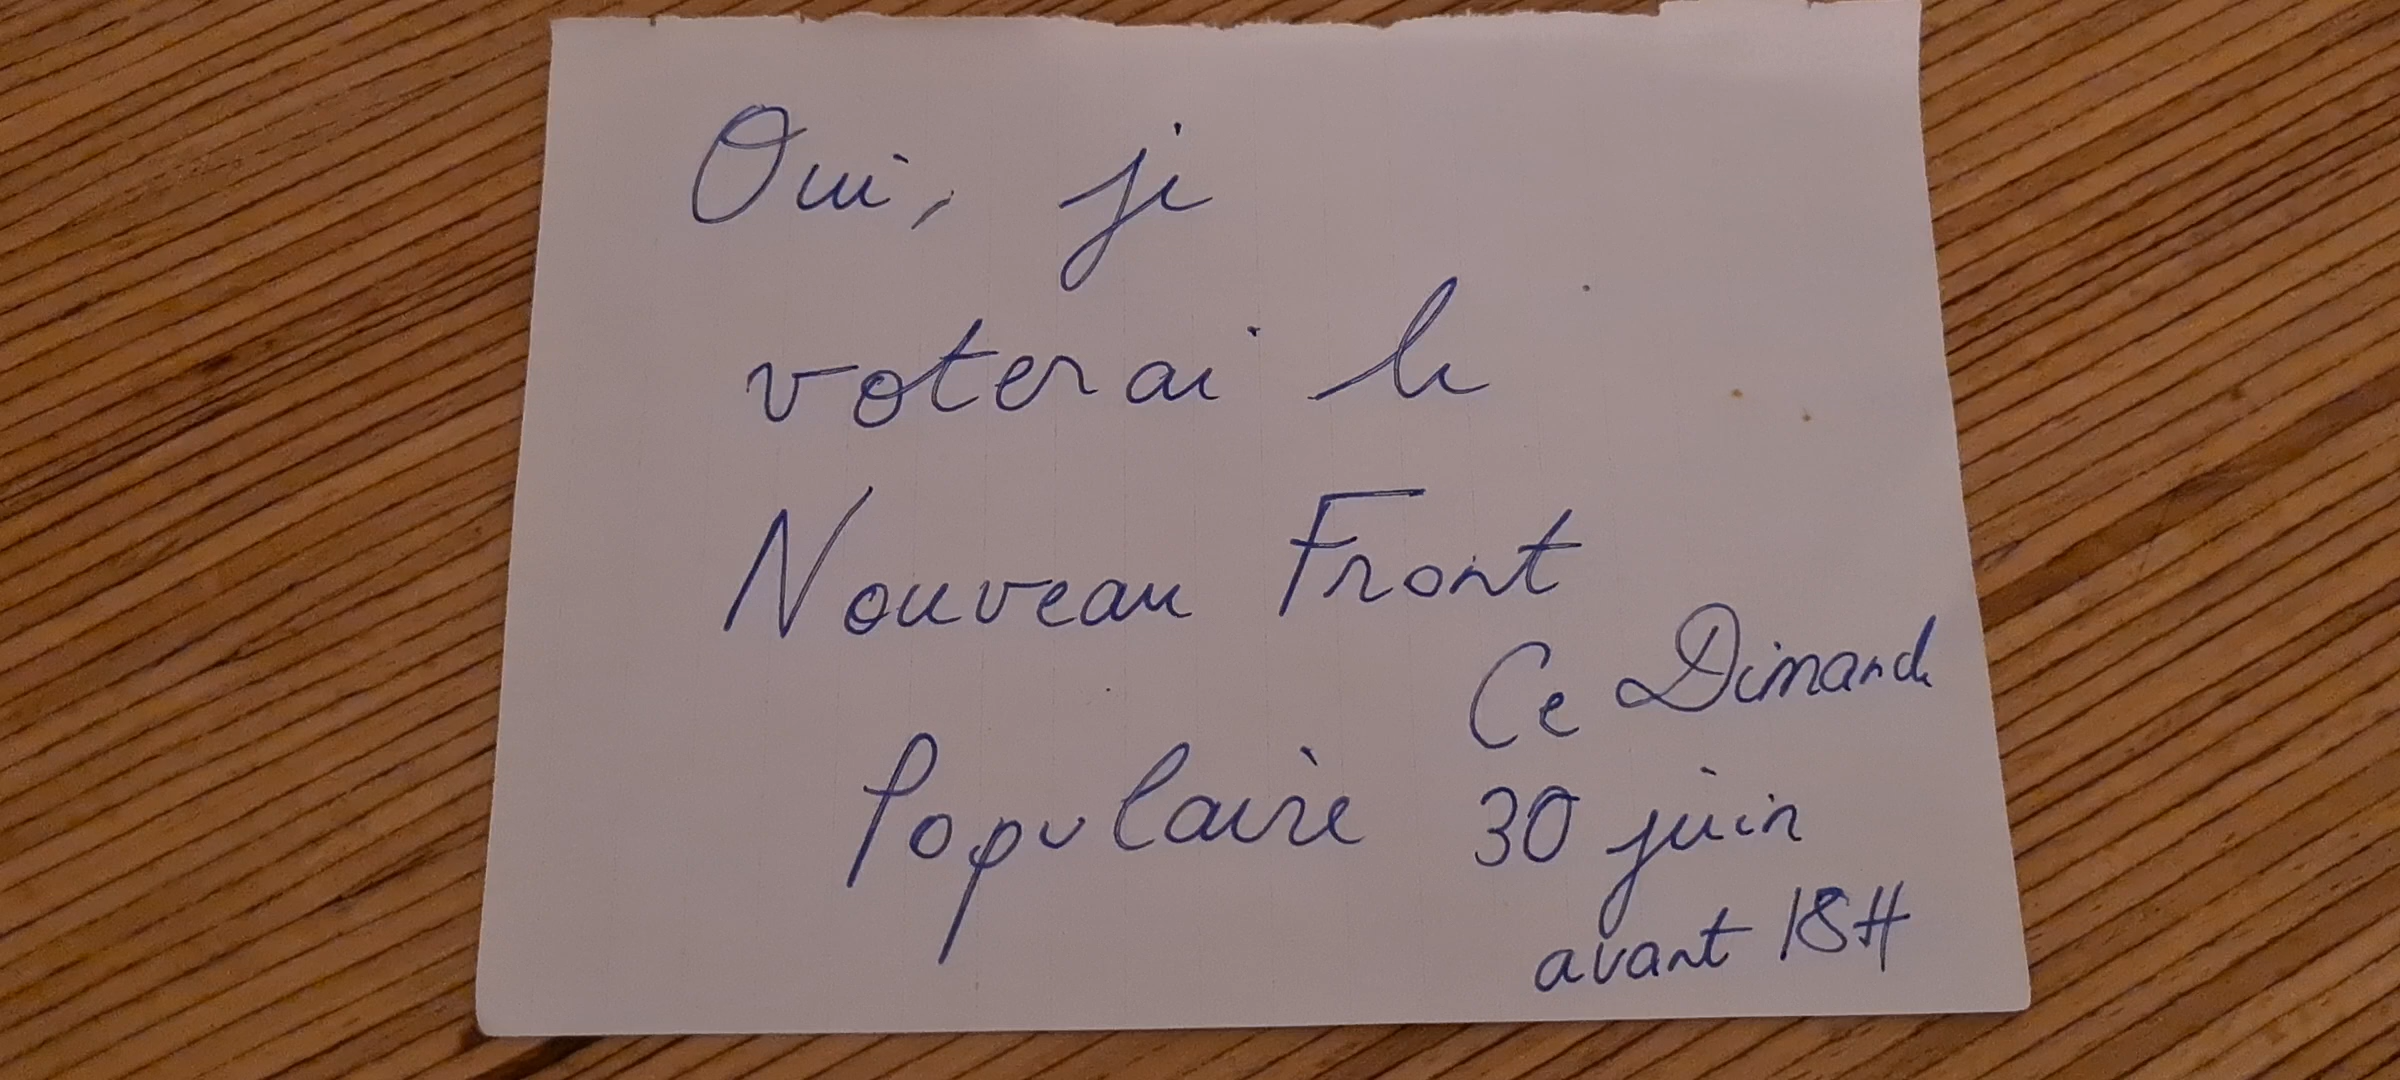 Oui, je
voterai le
Nouveau Front
Populaire
Ce Dimanche
30 juin
avant 18H